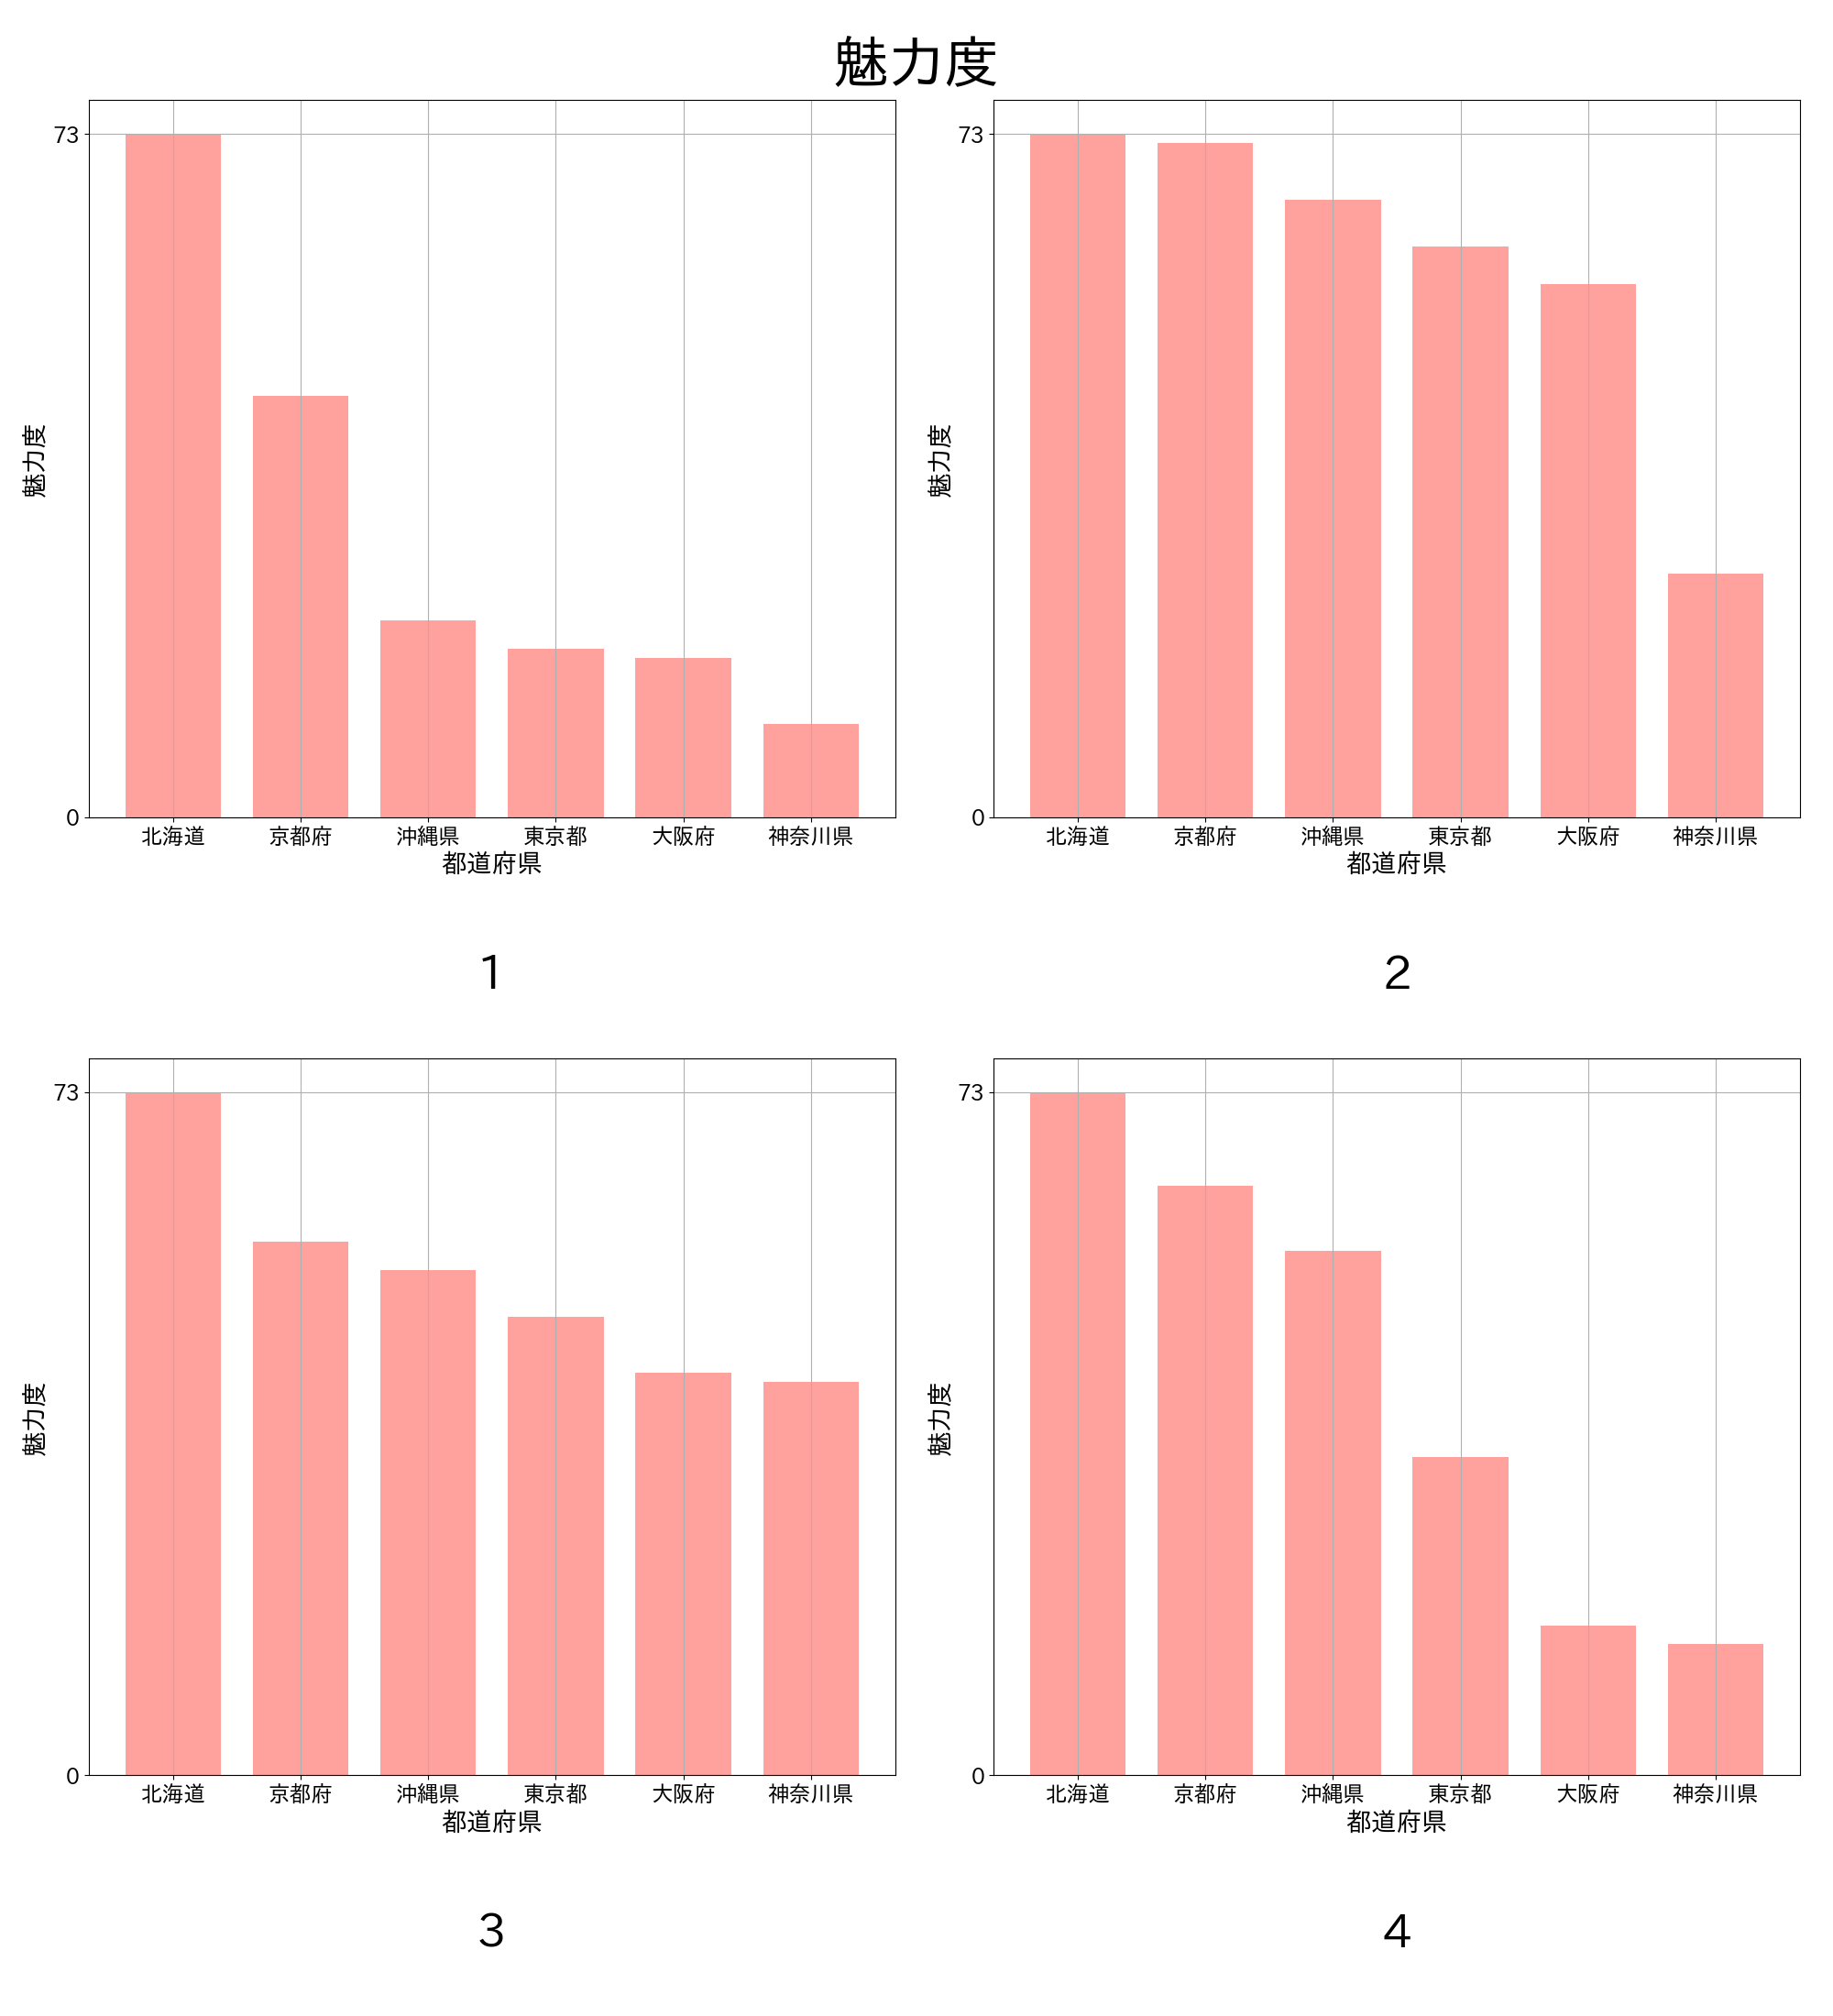 魅力度
73
0
魅力度
北海道 京都府 沖縄県 東京都 大阪府 神奈川県
都道府県
1
73
0
魅力度
北海道 京都府 沖縄県 東京都 大阪府 神奈川県
都道府県
2
73
0
魅力度
北海道 京都府 沖縄県 東京都 大阪府 神奈川県
都道府県
3
73
0
魅力度
北海道 京都府 沖縄県 東京都 大阪府 神奈川県
都道府県
4